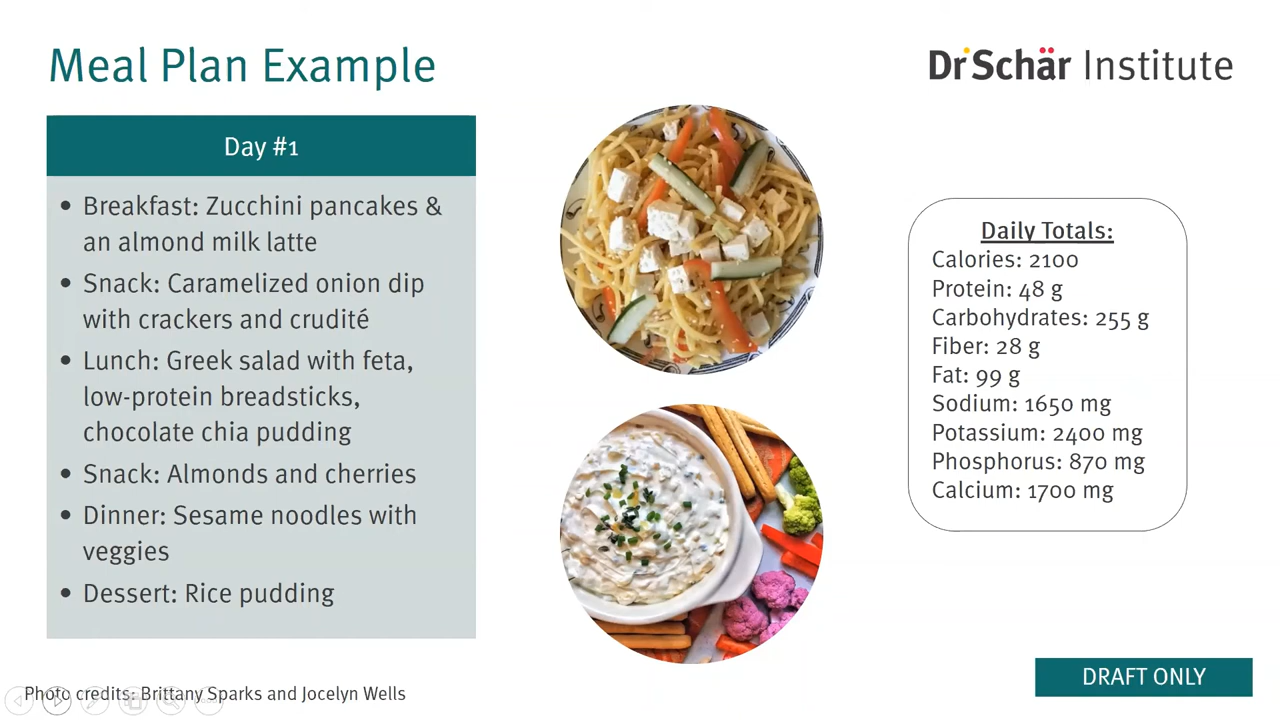 Meal Plan Example
Dr Schär Institute
Day #1
• Breakfast: Zucchini pancakes &
an almond milk latte
• Snack: Caramelized onion dip
with crackers and crudité
• Lunch: Greek salad with feta,
low-protein breadsticks,
chocolate chia pudding
• Snack: Almonds and cherries
• Dinner: Sesame noodles with
veggies
• Dessert: Rice pudding
Daily Totals:
Calories: 2100
Protein: 48 g
Carbohydrates: 255 g
Fiber: 28 g
Fat: 99 g
Sodium: 1650 mg
Potassium: 2400 mg
Phosphorus: 870 mg
Calcium: 1700 mg
Photo credits: Brittany Sparks and Jocelyn Wells
DRAFT ONLY